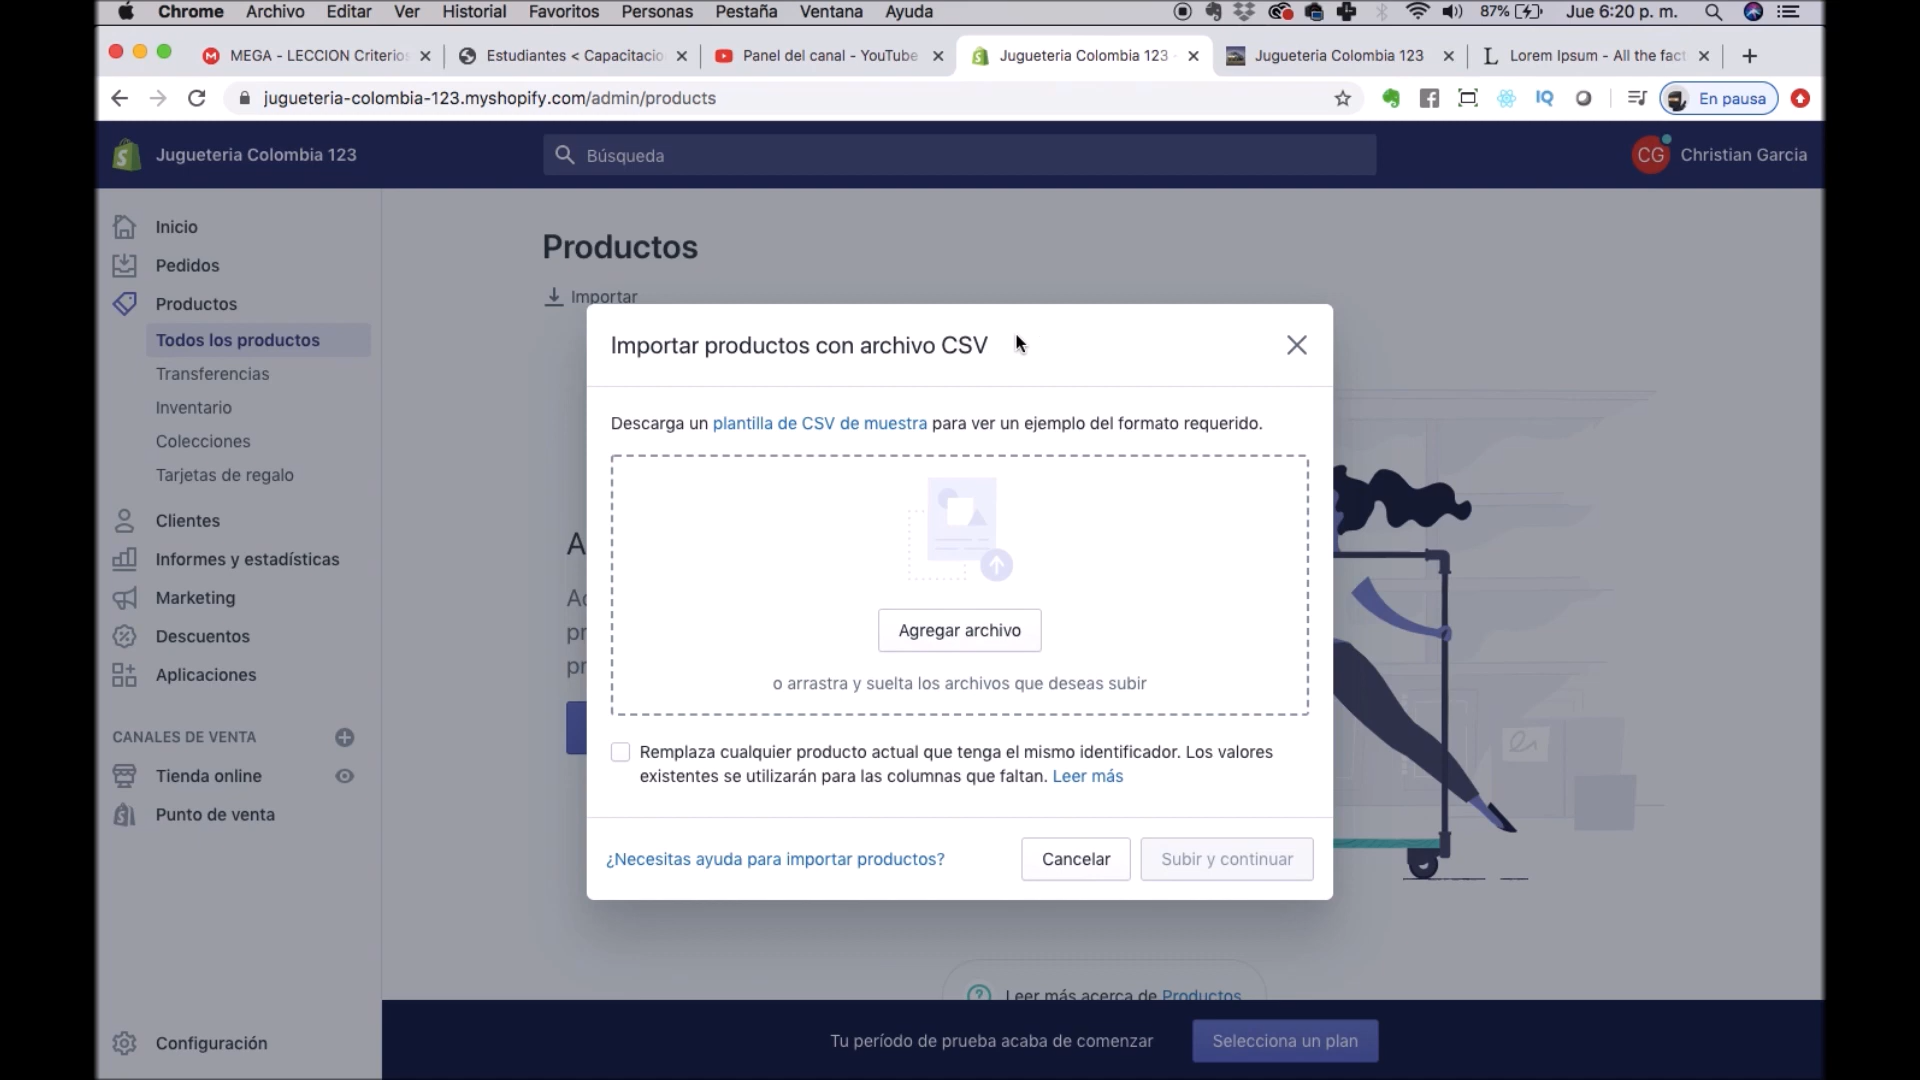 Chrome Archivo Editar Ver Historial Favoritos Personas Pestaña Ventana Ayuda 87% Jue 6:20 p. m.
MEGA - LECCION Criterios Estudiantes < Capacitacio Panel del canal - YouTube Jugueteria Colombia 123 - Jugueteria Colombia 123 Lorem Ipsum - All the fact
jugueteria-colombia-123.myshopify.com/admin/products IQ En pausa
Jugueteria Colombia 123 Búsqueda CG Christian Garcia
Inicio
Pedidos
Productos
Todos los productos
Transferencias
Inventario
Colecciones
Tarjetas de regalo
Clientes
Informes y estadísticas
Marketing
Descuentos
Aplicaciones
CANALES DE VENTA
Tienda online
Punto de venta
Configuración
Productos
Importar
Importar productos con archivo CSV
Descarga un plantilla de CSV de muestra para ver un ejemplo del formato requerido.
Agregar archivo
o arrastra y suelta los archivos que deseas subir
Remplaza cualquier producto actual que tenga el mismo identificador. Los valores
existentes se utilizarán para las columnas que faltan. Leer más
¿Necesitas ayuda para importar productos? Cancelar Subir y continuar
Leer más acerca de Productos
Tu período de prueba acaba de comenzar Selecciona un plan